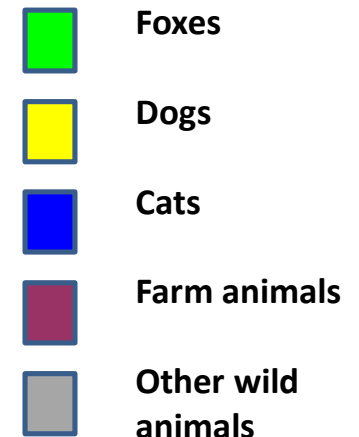 Foxes
Dogs
Cats
Farm animals
Other wild
animals